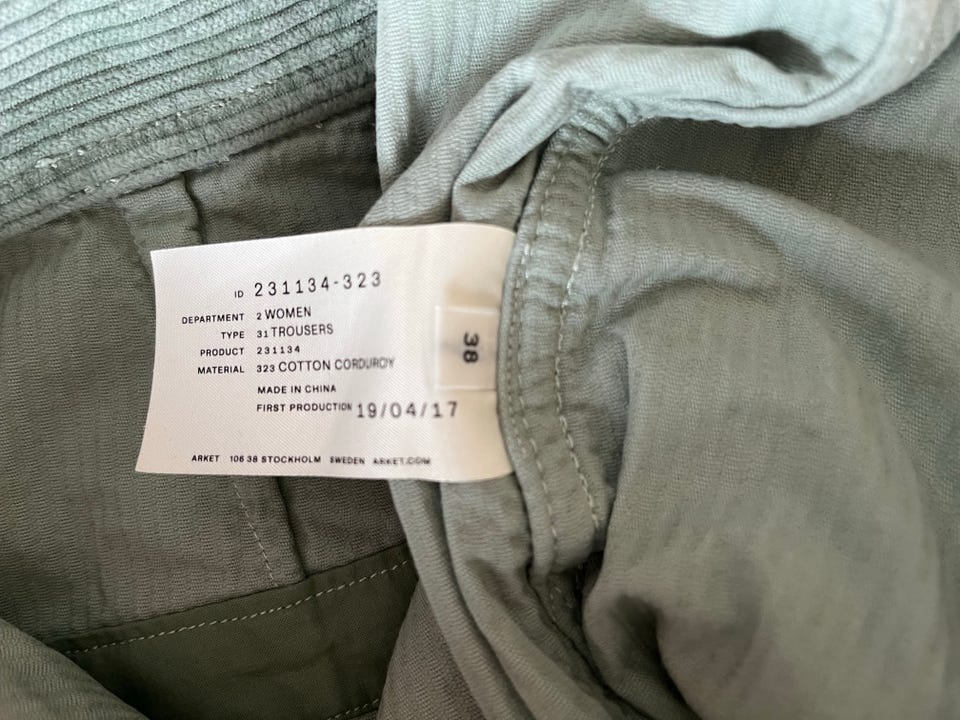 ID 231134-323
DEPARTMENT 2 WOMEN
TYPE 31 TROUSERS
PRODUCT 231134
MATERIAL 323 COTTON CORDUROY
MADE IN CHINA
FIRST PRODUCTION 19/04/17
ARKET 106 38 STOCKHOLM SWEDEN ARKET.COM
38